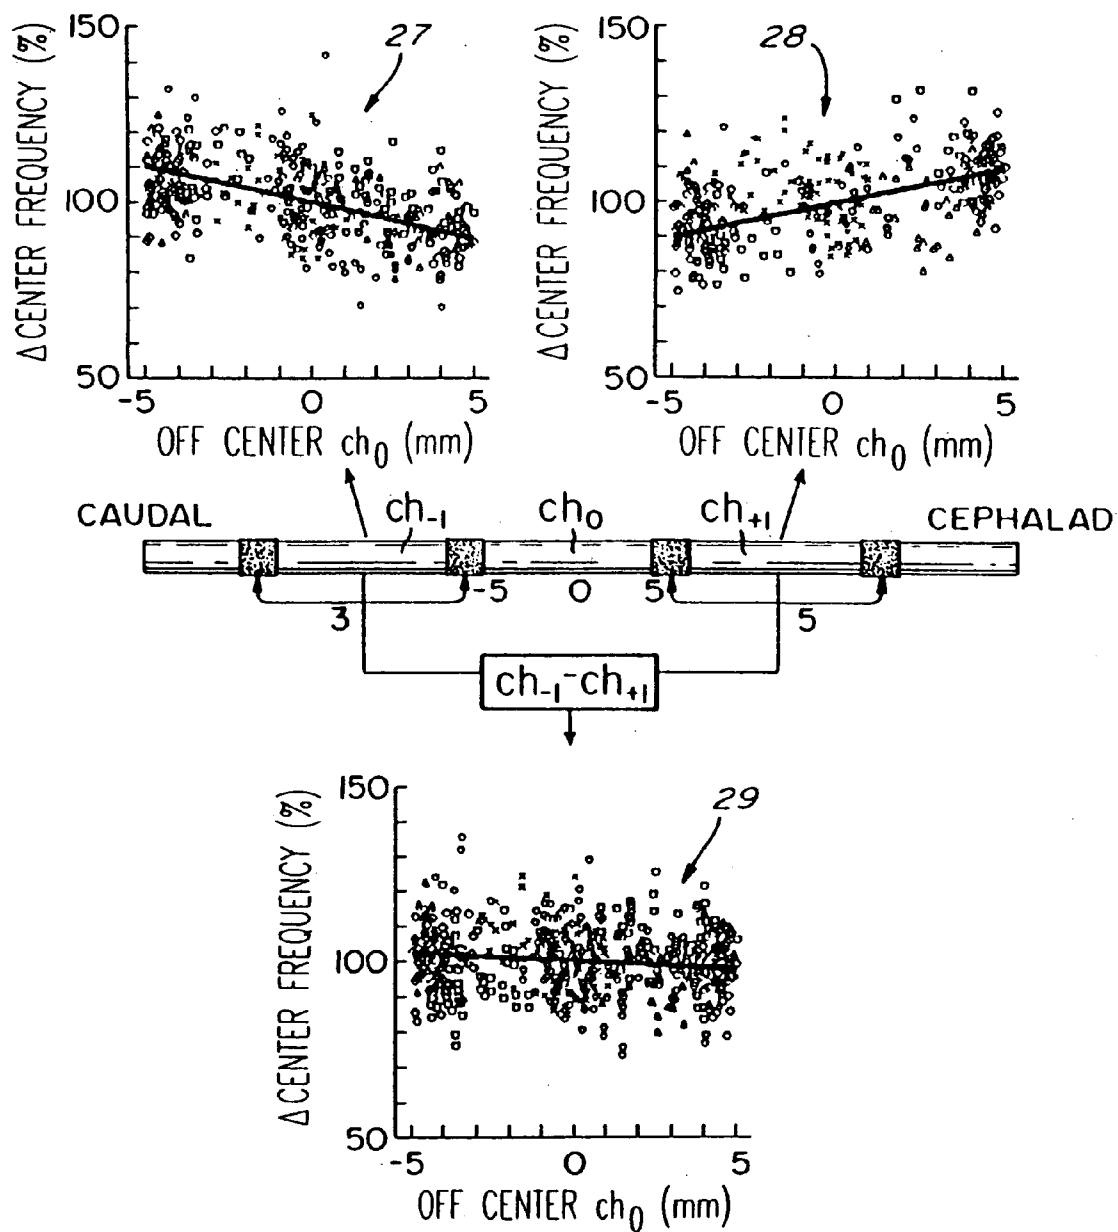 150
100
50
ΔCENTER FREQUENCY (%)
27
-5 0 5
OFF CENTER ch0 (mm)
150
100
50
ΔCENTER FREQUENCY (%)
28
-5 0 5
OFF CENTER ch0 (mm)
CAUDAL ch-1 ch0 ch+1 CEPHALAD
-5 0 5
3 5
ch-1-ch+1
150
100
50
ΔCENTER FREQUENCY (%)
29
-5 0 5
OFF CENTER ch0 (mm)